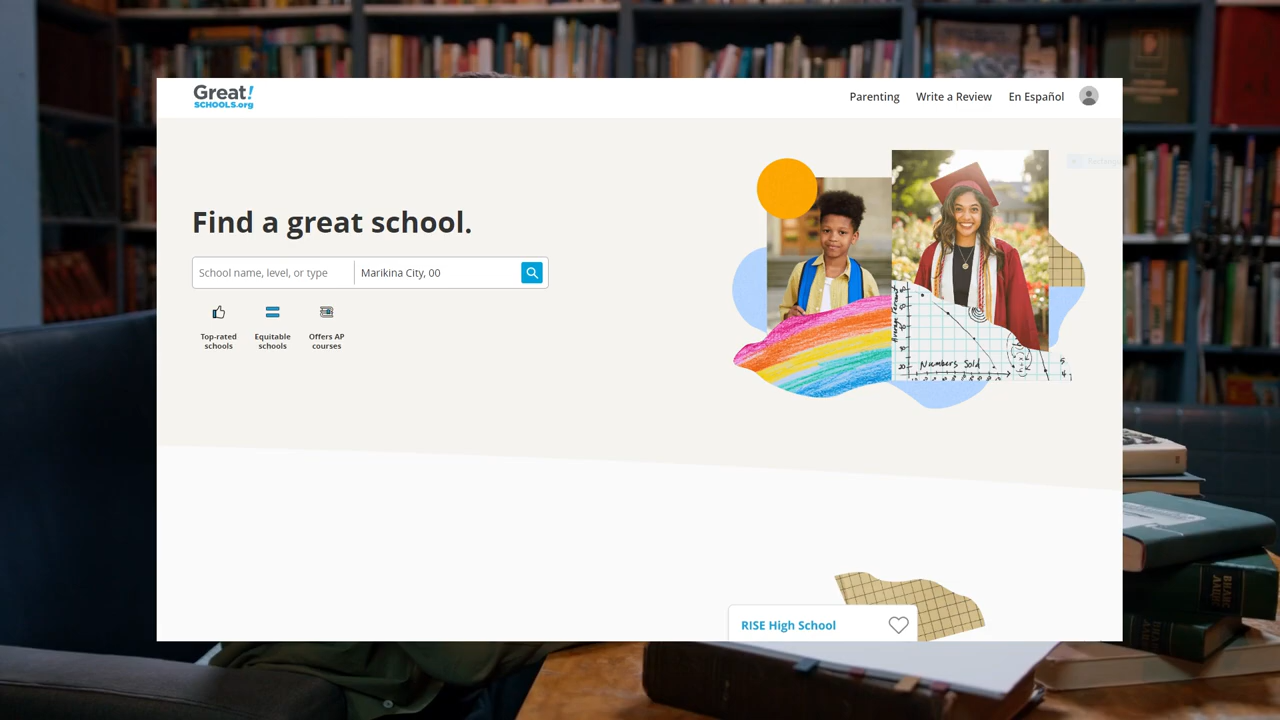 Great!
SCHOOLS.org
Parenting
Write a Review
En Español
Find a great school.
School name, level, or type
Marikina City, 00
Top-rated
schools
Equitable
schools
Offers AP
courses
Numbers Sold
RISE High School